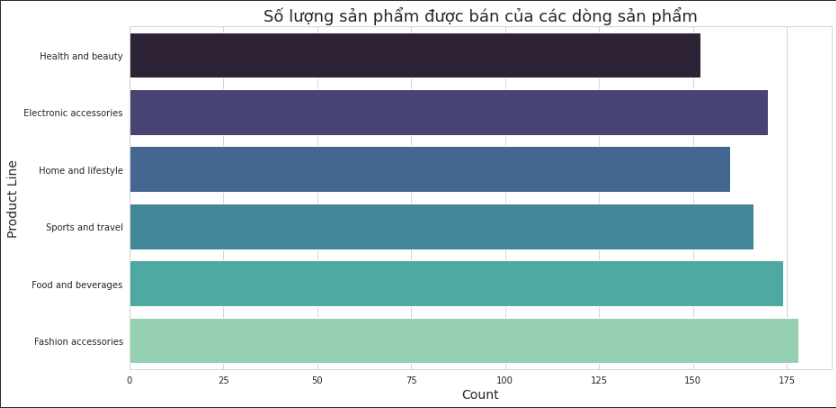 Số lượng sản phẩm được bán của các dòng sản phẩm
Product Line
Health and beauty
Electronic accessories
Home and lifestyle
Sports and travel
Food and beverages
Fashion accessories
0 25 50 75 100 125 150 175
Count